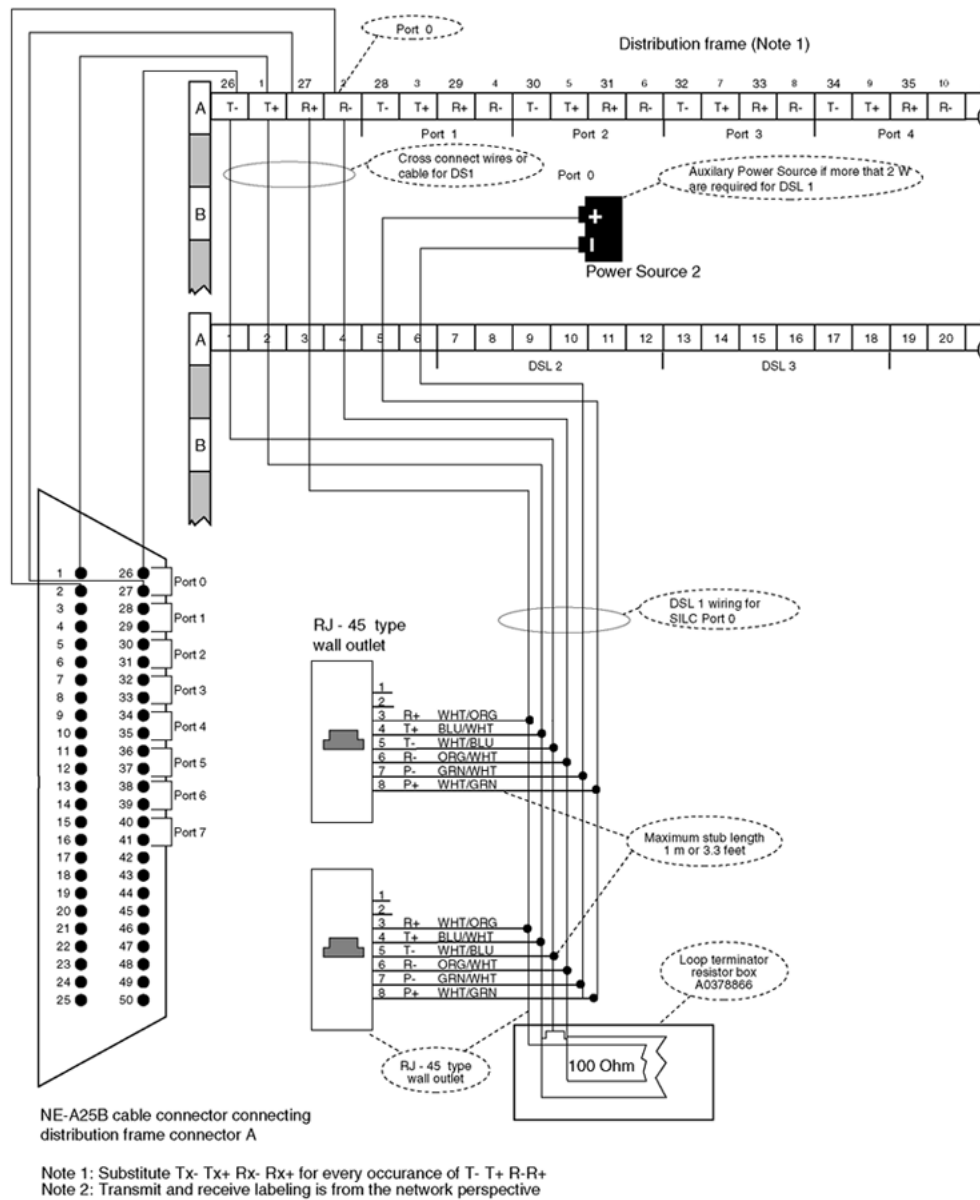 Port 0
Distribution frame (Note 1)
26 1 27 2 28 3 29 4 30 5 31 6 32 7 33 8 34 9 35 10
A T- T+ R+ R- T- T+ R+ R- T- T+ R+ R- T- T+ R+ R- T- T+ R+ R-
Port 1 Port 2 Port 3 Port 4
Cross connect wires or
cable for DS1
Port 0
Auxilary Power Source if more that 2 W
are required for DSL 1
B
+
-
Power Source 2
A 1 2 3 4 5 6 7 8 9 10 11 12 13 14 15 16 17 18 19 20
DSL 2 DSL 3
B
1 26
2 27
Port 0
3 28
4 29
Port 1
5 30
6 31
Port 2
7 32
8 33
Port 3
9 34
10 35
Port 4
11 36
12 37
Port 5
13 38
14 39
Port 6
15 40
16 41
Port 7
17 42
18 43
19 44
20 45
21 46
22 47
23 48
24 49
25 50
DSL 1 wiring for
SILC Port 0
RJ - 45 type
wall outlet
1
2
3 R+ WHT/ORG
4 T+ BLU/WHT
5 T- WHT/BLU
6 R- ORG/WHT
7 P- GRN/WHT
8 P+ WHT/GRN
Maximum stub length
1 m or 3.3 feet
1
2
3 R+ WHT/ORG
4 T+ BLU/WHT
5 T- WHT/BLU
6 R- ORG/WHT
7 P- GRN/WHT
8 P+ WHT/GRN
Loop terminator
resistor box
A0378866
100 Ohm
RJ - 45 type
wall outlet
NE-A25B cable connector connecting
distribution frame connector A
Note 1: Substitute Tx- Tx+ Rx- Rx+ for every occurance of T- T+ R-R+
Note 2: Transmit and receive labeling is from the network perspective